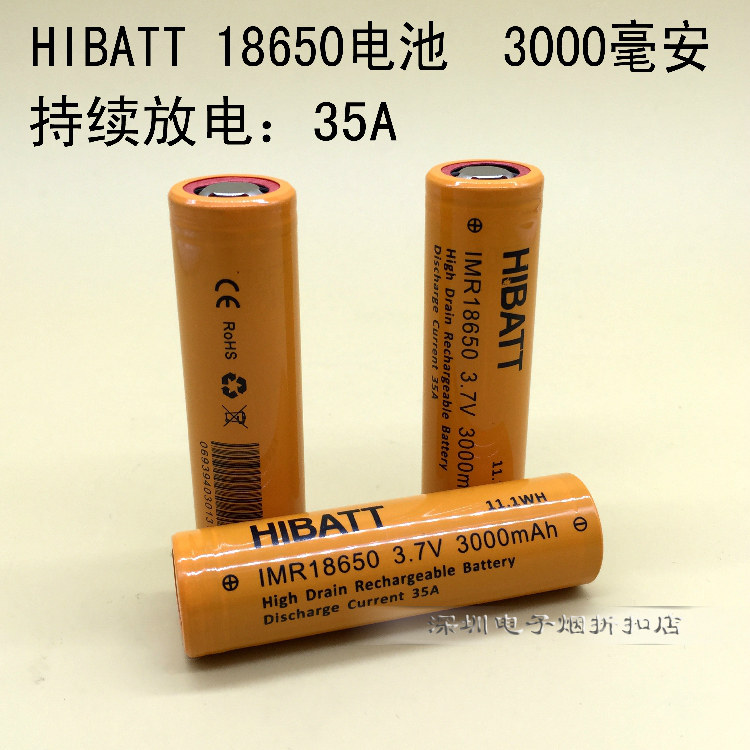 HIBATT 18650电池 3000毫安
持续放电：35A
CE
RoHS
HIBATT
IMR18650 3.7V 3000m
High Drain Rechargeable Battery
Discharge Current 35A
11.1WH
HIBATT
IMR18650 3.7V 3000mAh
High Drain Rechargeable Battery
Discharge Current 35A
深圳电子烟折扣店